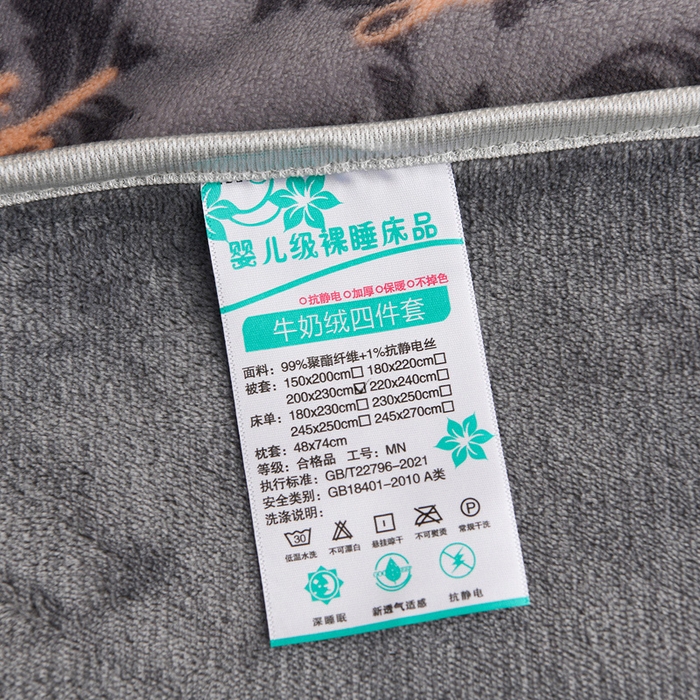 婴儿级裸睡床品
抗静电 加厚 保暖 不掉色
牛奶绒四件套
面料：99%聚酯纤维+1%抗静电丝
被套：150x200cm□ 180x220cm□
200x230cm☑ 220x240cm□
床单：180x230cm□ 230x250cm□
245x250cm□ 245x270cm□
枕套：48x74cm
等级：合格品 工号：MN
执行标准：GB/T22796-2021
安全类别：GB18401-2010 A类
洗涤说明：
30 P
低温水洗 不可漂白 悬挂晾干 不可熨烫 常规干洗
深睡眠 新透气适感 抗静电